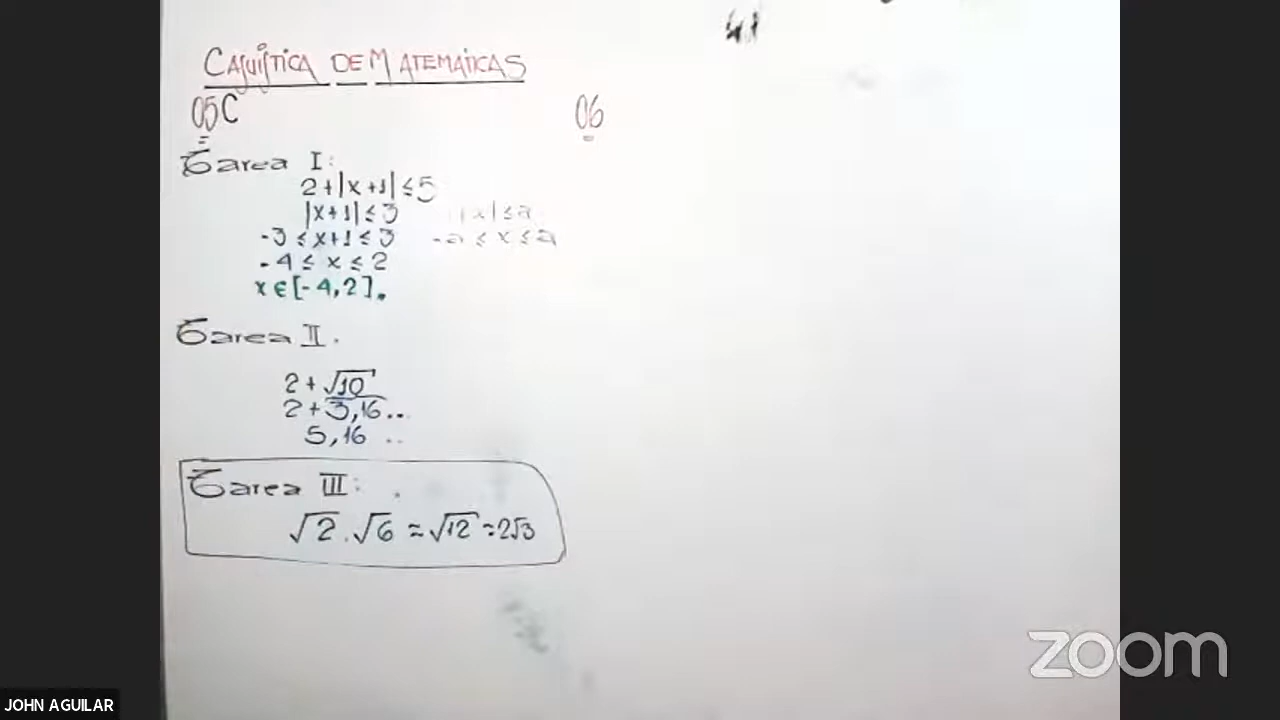 CASUÍSTICA DE MATEMATICAS
05C
06
Tarea I:
2+|x+1|≤5
|x+1|≤3 |x|≤a
-3≤x+1≤3 -a≤x≤a
-4≤x≤2
x∈[-4,2].
Tarea II.
2+√10
2+3,16..
5,16 ..
Tarea III:
√2.√6=√12=2√3
zoom
JOHN AGUILAR